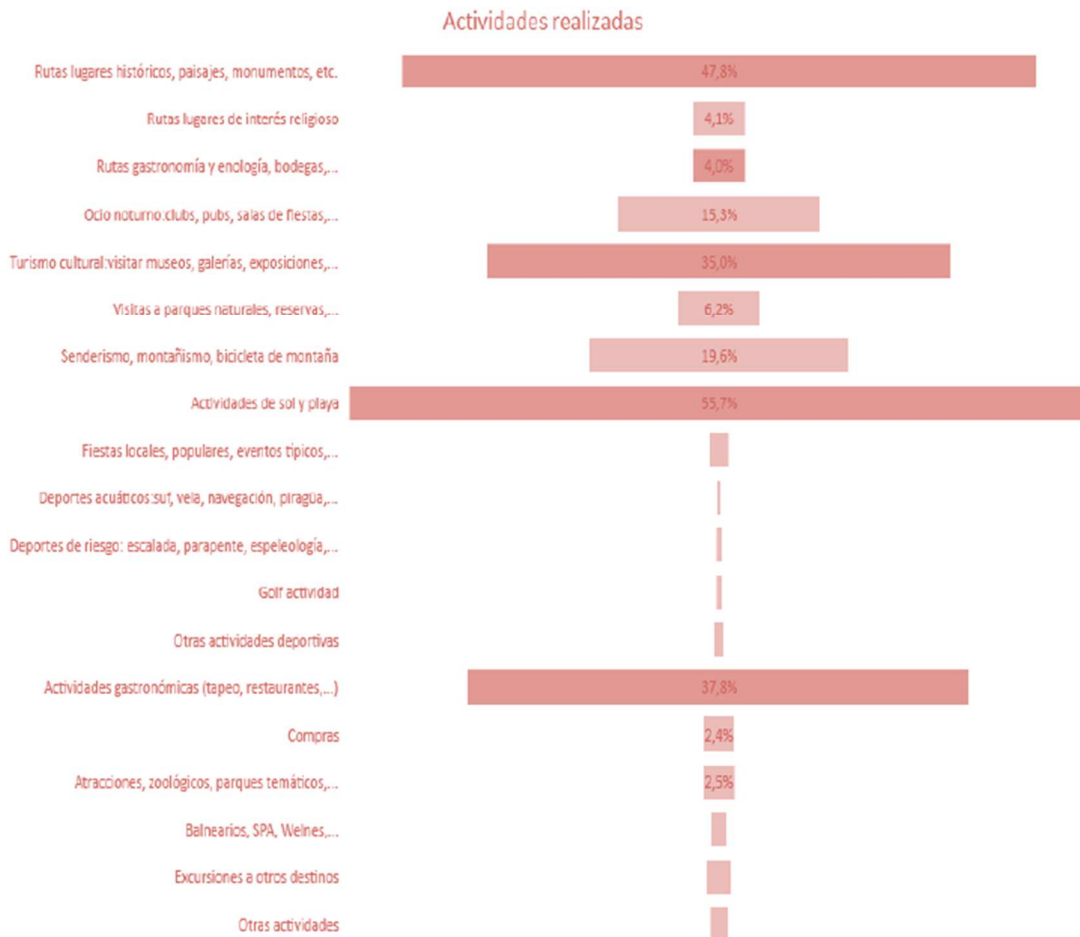 Actividades realizadas
Rutas lugares históricos, paisajes, monumentos, etc. 47,8%
Rutas lugares de interés religioso 4,1%
Rutas gastronomía y enología, bodegas,... 4,0%
Ocio noturno:clubs, pubs, salas de fiestas,... 15,3%
Turismo cultural:visitar museos, galerías, exposiciones,... 35,0%
Visitas a parques naturales, reservas,... 6,2%
Senderismo, montañismo, bicicleta de montaña 19,6%
Actividades de sol y playa 55,7%
Fiestas locales, populares, eventos típicos,...
Deportes acuáticos:suf, vela, navegación, piragüa,...
Deportes de riesgo: escalada, parapente, espeleología,...
Golf actividad
Otras actividades deportivas
Actividades gastronómicas (tapeo, restaurantes,...) 37,8%
Compras 2,4%
Atracciones, zoológicos, parques temáticos,... 2,5%
Balnearios, SPA, Welnes,...
Excursiones a otros destinos
Otras actividades